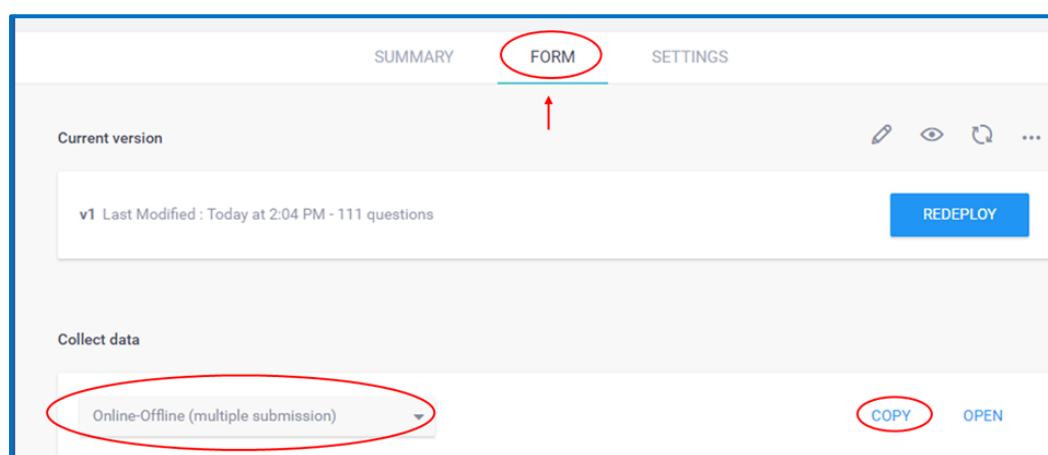 SUMMARY FORM SETTINGS
Current version
v1 Last Modified : Today at 2:04 PM - 111 questions REDEPLOY
Collect data
Online-Offline (multiple submission) COPY OPEN